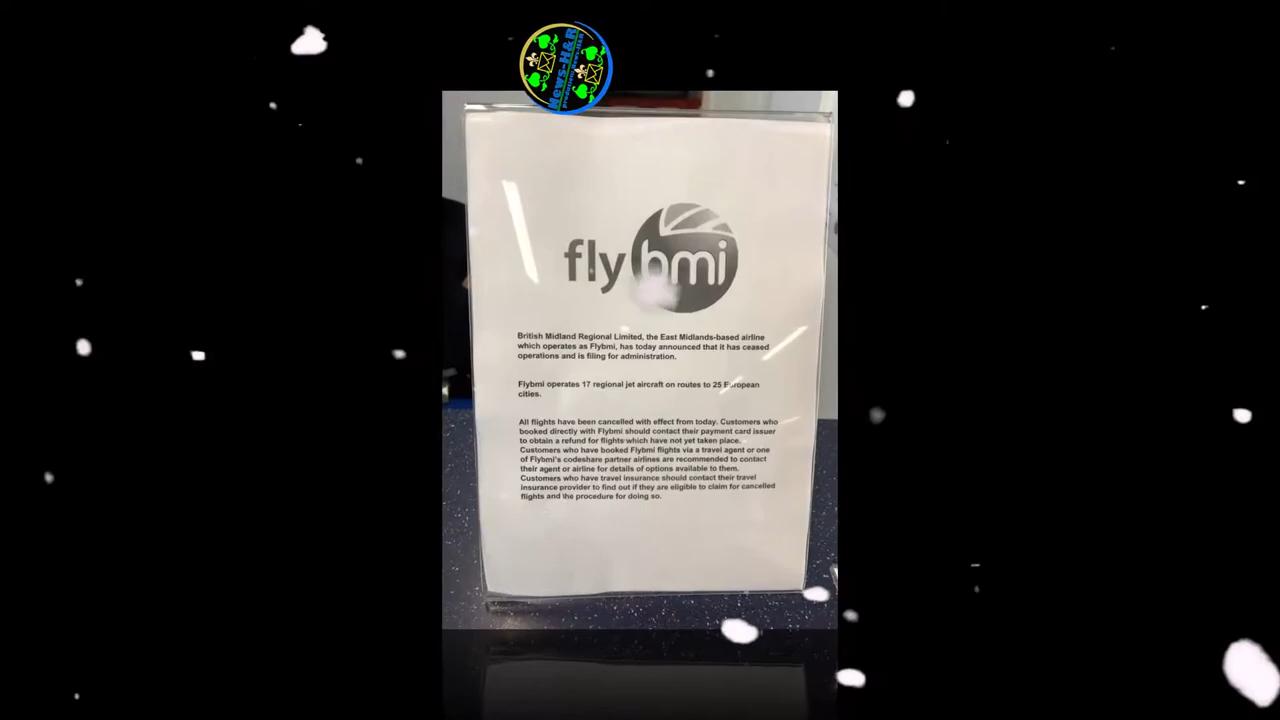 News-H&R
productions News-H&R
fly bmi
British Midland Regional Limited, the East Midlands-based airline
which operates as Flybmi, has today announced that it has ceased
operations and is filing for administration.
Flybmi operates 17 regional jet aircraft on routes to 25 European
cities.
All flights have been cancelled with effect from today. Customers who
booked directly with Flybmi should contact their payment card issuer
to obtain a refund for flights which have not yet taken place.
Customers who have booked Flybmi flights via a travel agent or one
of Flybmi's codeshare partner airlines are recommended to contact
their agent or airline for details of options available to them.
Customers who have travel insurance should contact their travel
insurance provider to find out if they are eligible to claim for cancelled
flights and the procedure for doing so.